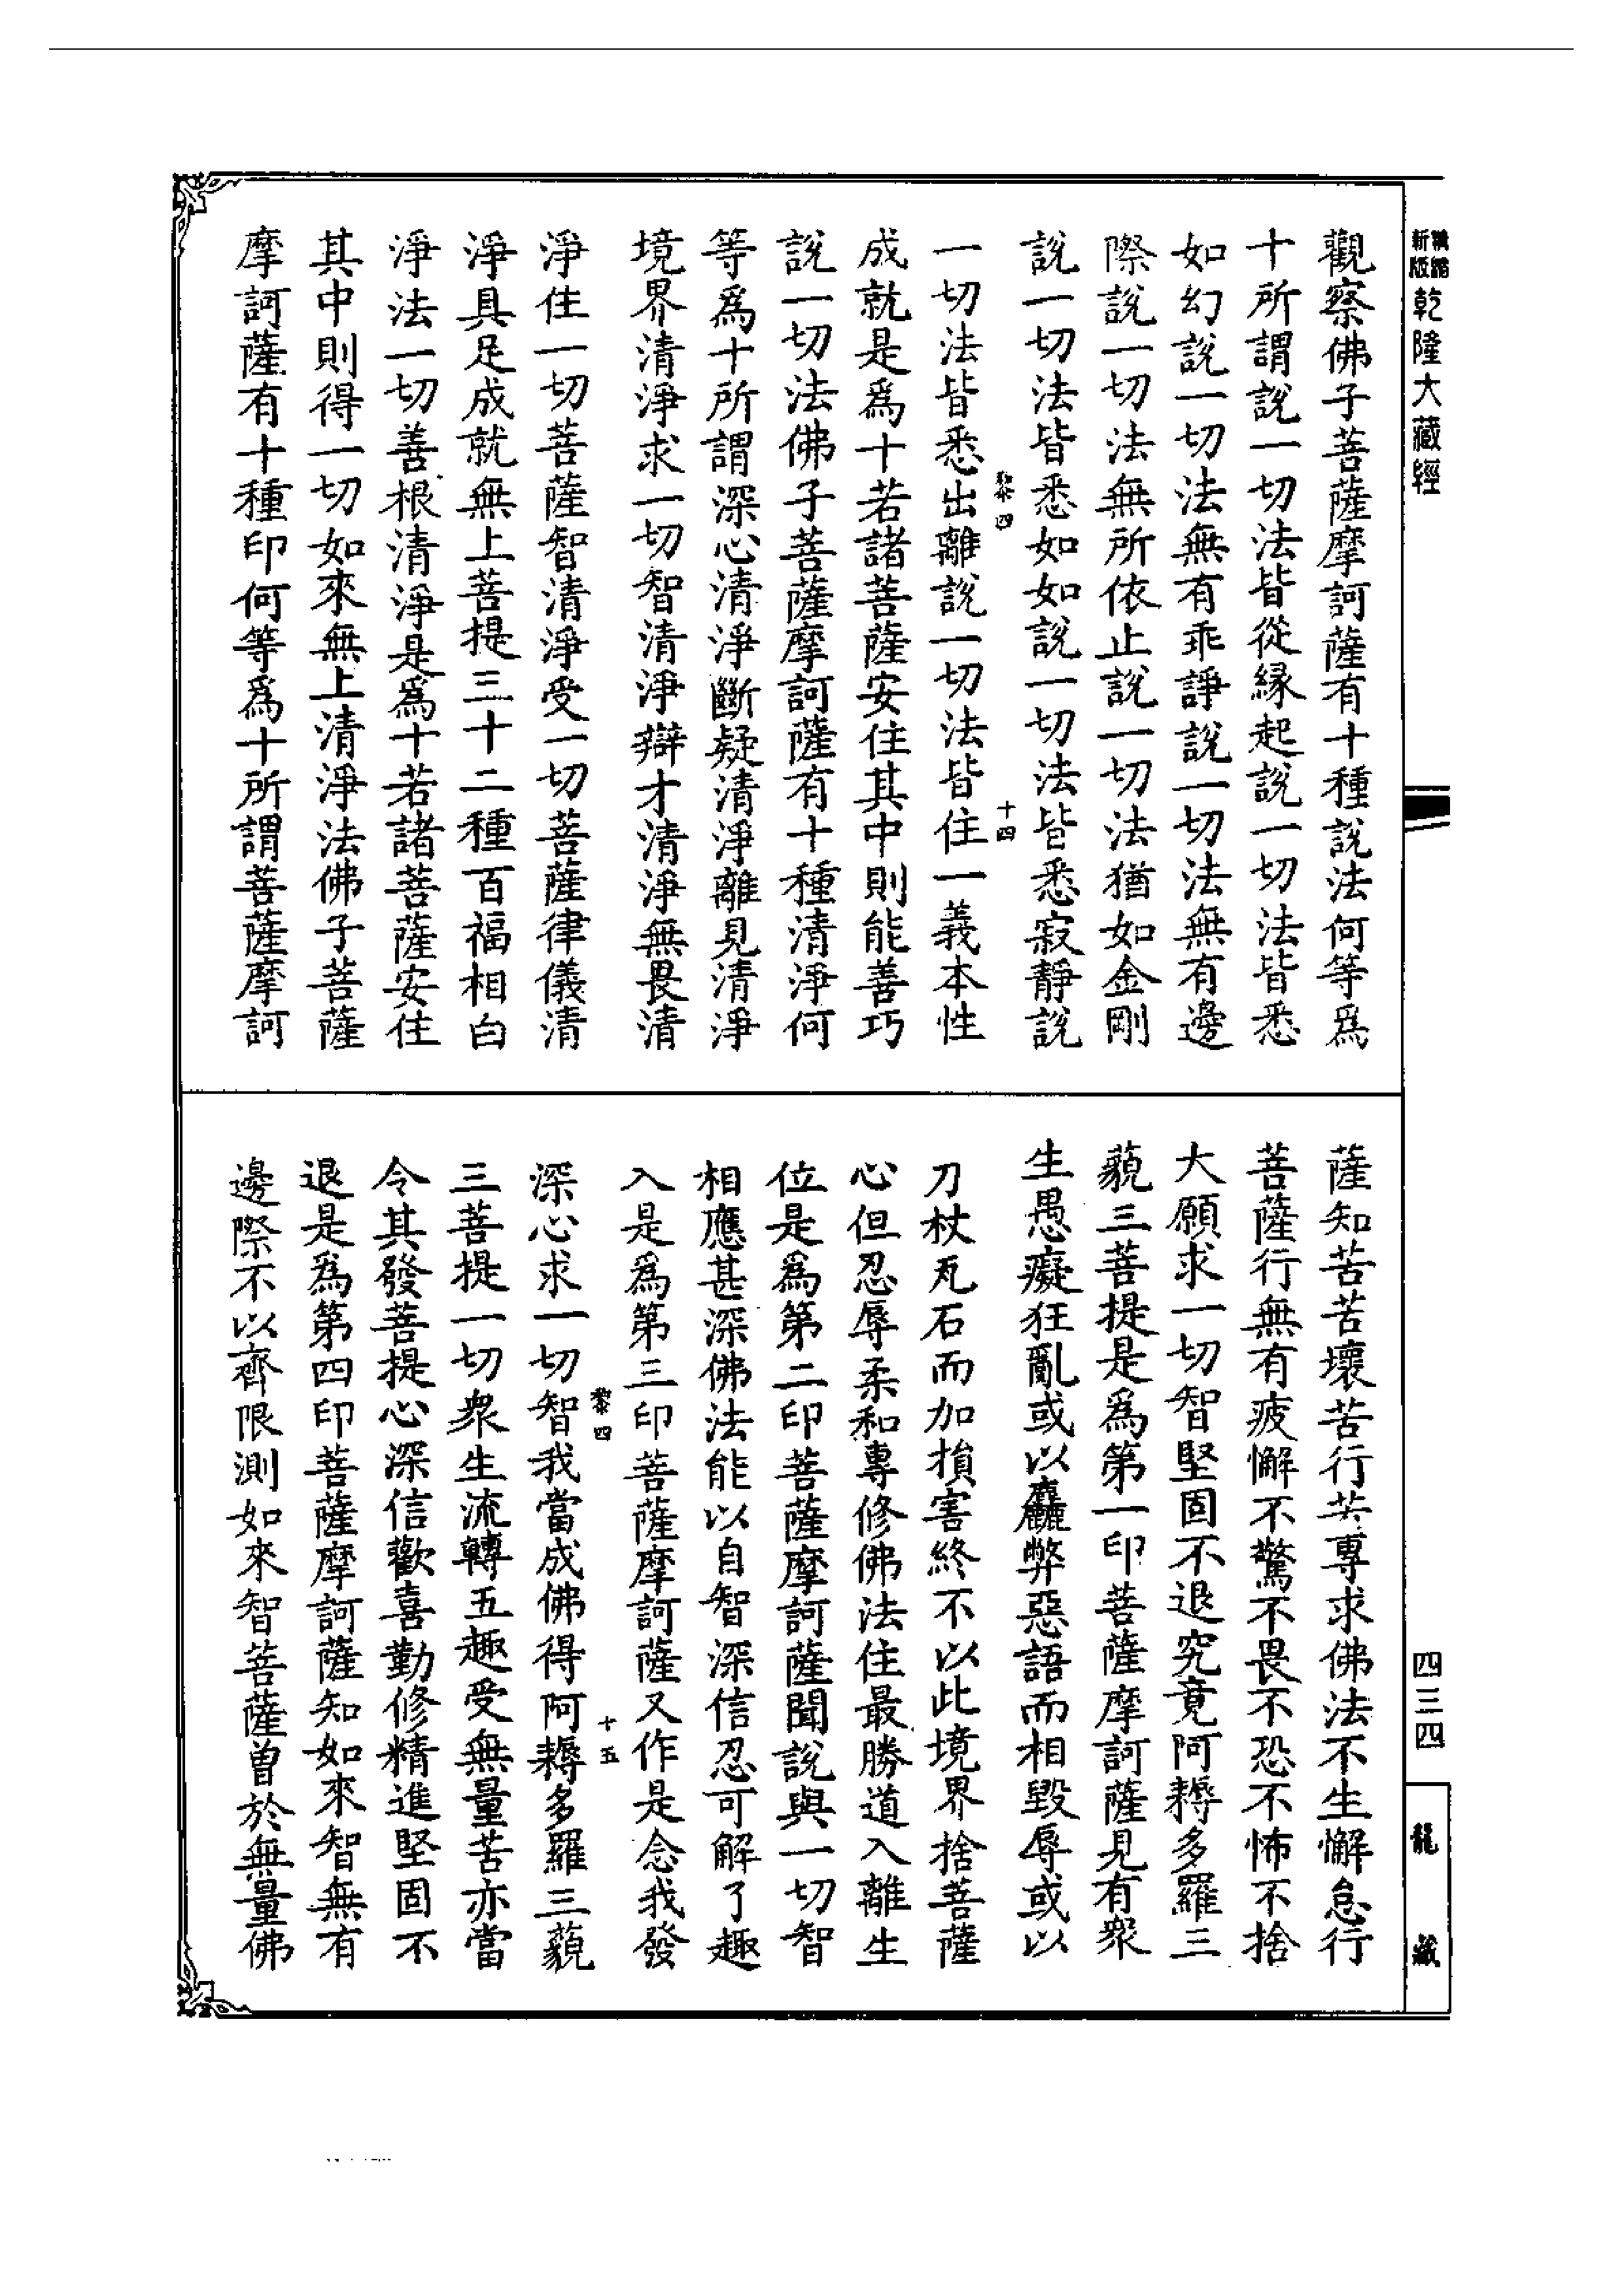 新版
精縮
乾隆大藏經
觀察佛子菩薩摩訶薩有十種說法何等爲
十所謂說一切法皆從緣起說一切法皆悉
如幻說一切法無有乖諍說一切法無有邊
際說一切法無所依止說一切法猶如金剛
說一切法皆悉如如說一切法皆悉寂靜說
黎四
十四
一切法皆悉出離說一切法皆住一義本性
成就是爲十若諸菩薩安住其中則能善巧
說一切法佛子菩薩摩訶薩有十種清淨何
等爲十所謂深心清淨斷疑清淨離見清淨
境界清淨求一切智清淨辯才清淨無畏清
淨住一切菩薩智清淨受一切菩薩律儀清
淨具足成就無上菩提三十二種百福相白
淨法一切善根清淨是爲十若諸菩薩安住
其中則得一切如來無上清淨法佛子菩薩
摩訶薩有十種印何等爲十所謂菩薩摩訶
薩知苦苦壞苦行苦專求佛法不生懈怠行
菩薩行無有疲懈不驚不畏不恐不怖不捨
大願求一切智堅固不退究竟阿耨多羅三
藐三菩提是爲第一印菩薩摩訶薩見有衆
生愚癡狂亂或以麤弊惡語而相毀辱或以
刀杖瓦石而加損害終不以此境界捨菩薩
心但忍辱柔和專修佛法住最勝道入離生
位是爲第二印菩薩摩訶薩聞說與一切智
相應甚深佛法能以自智深信忍可解了趣
入是爲第三印菩薩摩訶薩又作是念我發
黎四
十五
深心求一切智我當成佛得阿耨多羅三藐
三菩提一切衆生流轉五趣受無量苦亦當
令其發菩提心深信歡喜勤修精進堅固不
退是爲第四印菩薩摩訶薩知如來智無有
邊際不以齊限測如來智菩薩曾於無量佛
四三四
龍藏